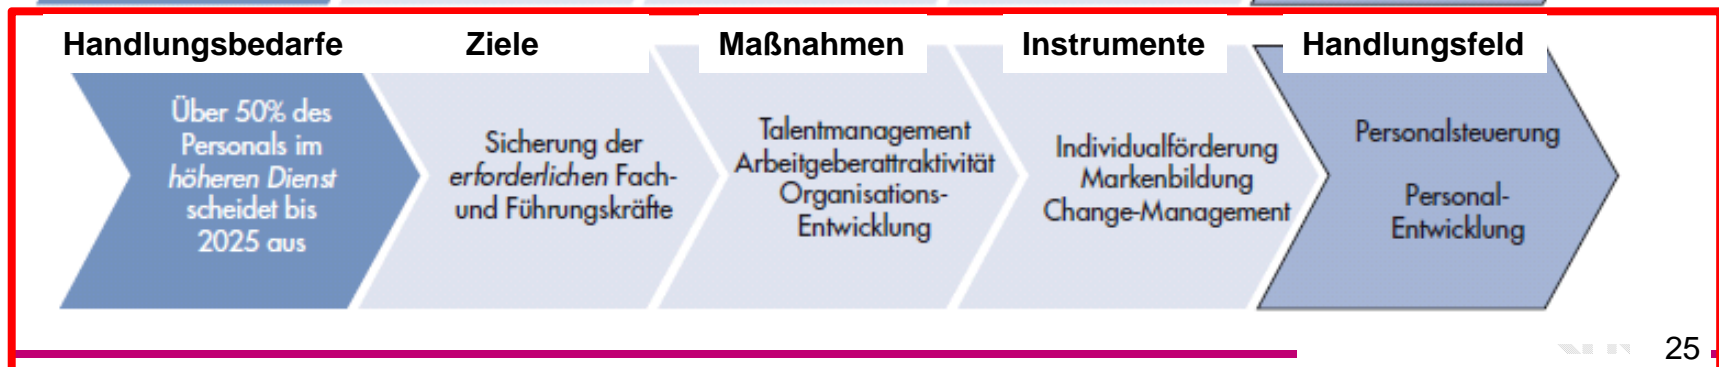 Handlungsbedarfe
Ziele
Maßnahmen
Instrumente
Handlungsfeld
Über 50% des
Personals im
höheren Dienst
scheidet bis
2025 aus
Sicherung der
erforderlichen Fach-
und Führungskräfte
Talentmanagement
Arbeitgeberattraktivität
Organisations-
Entwicklung
Individualförderung
Markenbildung
Change-Management
Personalsteuerung
Personal-
Entwicklung
25